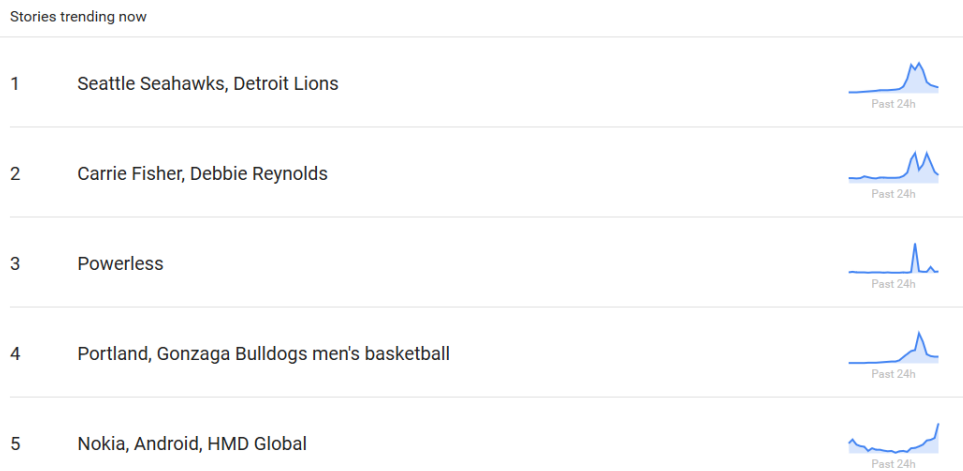 Stories trending now
1 Seattle Seahawks, Detroit Lions
Past 24h
2 Carrie Fisher, Debbie Reynolds
Past 24h
3 Powerless
Past 24h
4 Portland, Gonzaga Bulldogs men's basketball
Past 24h
5 Nokia, Android, HMD Global
Past 24h